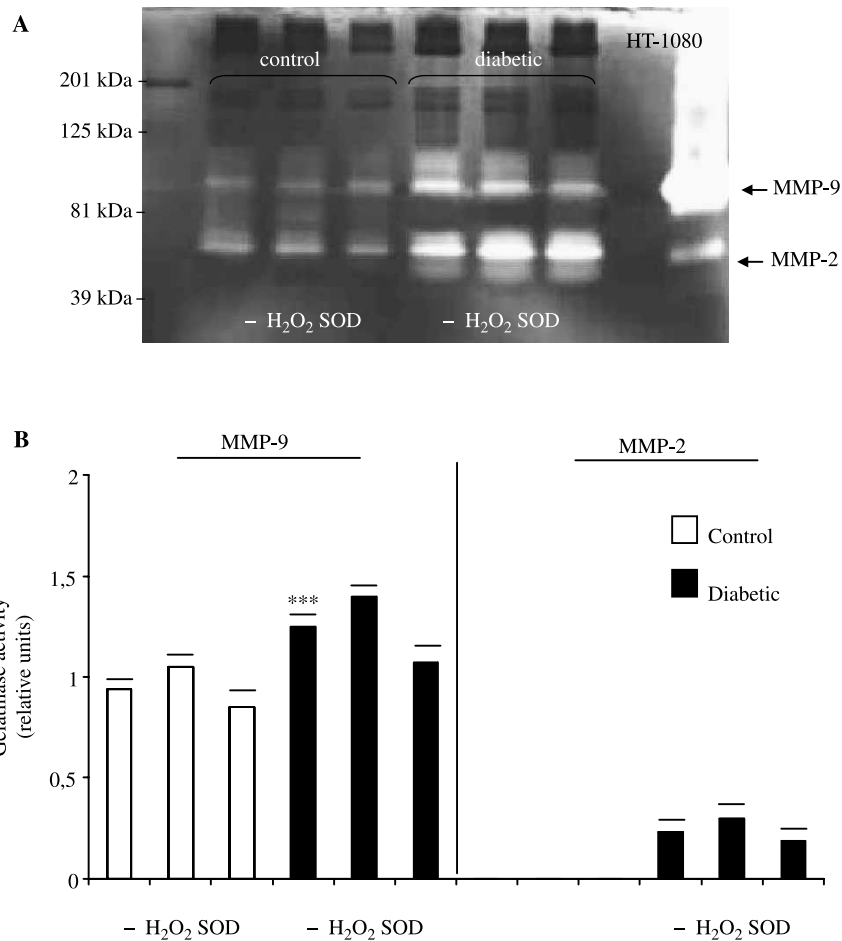 A
HT-1080
control diabetic
201 kDa
125 kDa
MMP-9
81 kDa
MMP-2
39 kDa
– H₂O₂ SOD – H₂O₂ SOD
B
MMP-9 MMP-2
2
Control
1,5
Diabetic
***
1
activity
(relative units)
0,5
0
– H₂O₂ SOD – H₂O₂ SOD – H₂O₂ SOD